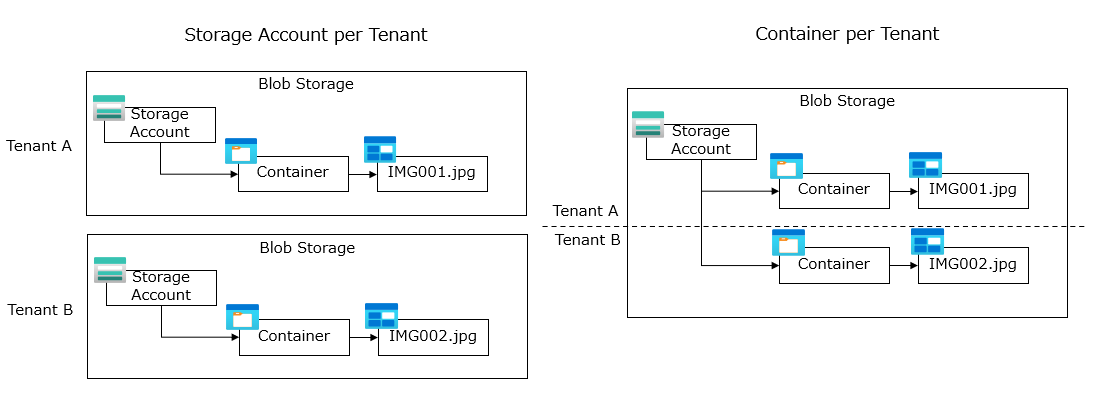 Storage Account per Tenant
Blob Storage
Storage
Account
Tenant A
Container
IMG001.jpg
Blob Storage
Storage
Account
Tenant B
Container
IMG002.jpg
Container per Tenant
Blob Storage
Storage
Account
Container
IMG001.jpg
Tenant A
Tenant B
Container
IMG002.jpg